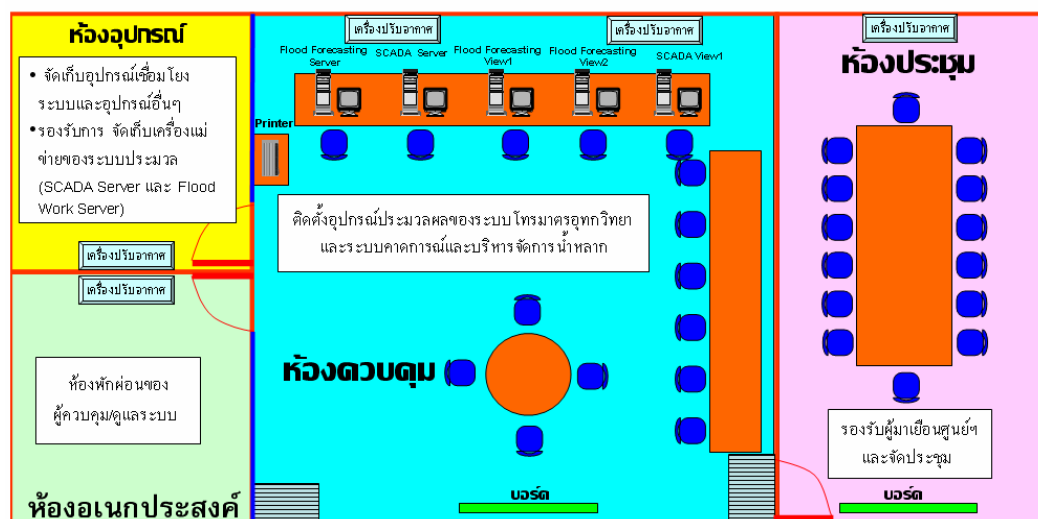 ห้องอุปกรณ์
• จัดเก็บอุปกรณ์เชื่อมโยง
ระบบและอุปกรณ์อื่นๆ
•รองรับการ จัดเก็บเครื่องแม่
ข่ายของระบบประมวล
(SCADA Server และ Flood
Work Server)
เครื่องปรับอากาศ
เครื่องปรับอากาศ
ห้องพักผ่อนของ
ผู้ควบคุม/ดูแลระบบ
ห้องอเนกประสงค์
เครื่องปรับอากาศ
เครื่องปรับอากาศ
Flood Forecasting
Server
SCADA Server
Flood Forecasting
View1
Flood Forecasting
View2
SCADA View1
Printer
ติดตั้งอุปกรณ์ประมวลผลของระบบโทรมาตรอุทกวิทยา
และระบบคาดการณ์และบริหารจัดการน้ำหลาก
ห้องควบคุม
บอร์ด
เครื่องปรับอากาศ
ห้องประชุม
รองรับผู้มาเยือนศูนย์ฯ
และจัดประชุม
บอร์ด